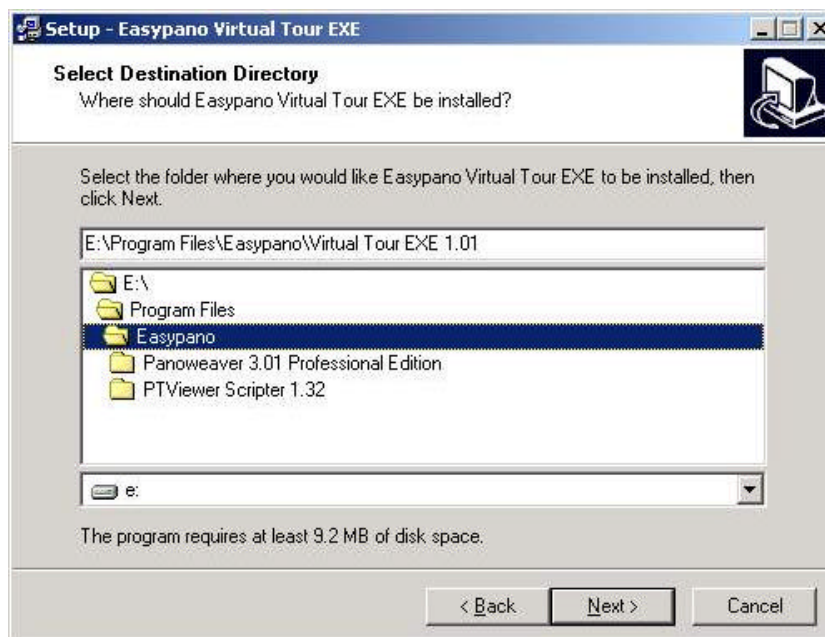 Setup - Easypano Virtual Tour EXE
Select Destination Directory
Where should Easypano Virtual Tour EXE be installed?
Select the folder where you would like Easypano Virtual Tour EXE to be installed, then
click Next.
E:\Program Files\Easypano\Virtual Tour EXE 1.01
E:\
Program Files
Easypano
Panoweaver 3.01 Professional Edition
PTViewer Scripter 1.32
e:
The program requires at least 9.2 MB of disk space.
< Back Next > Cancel